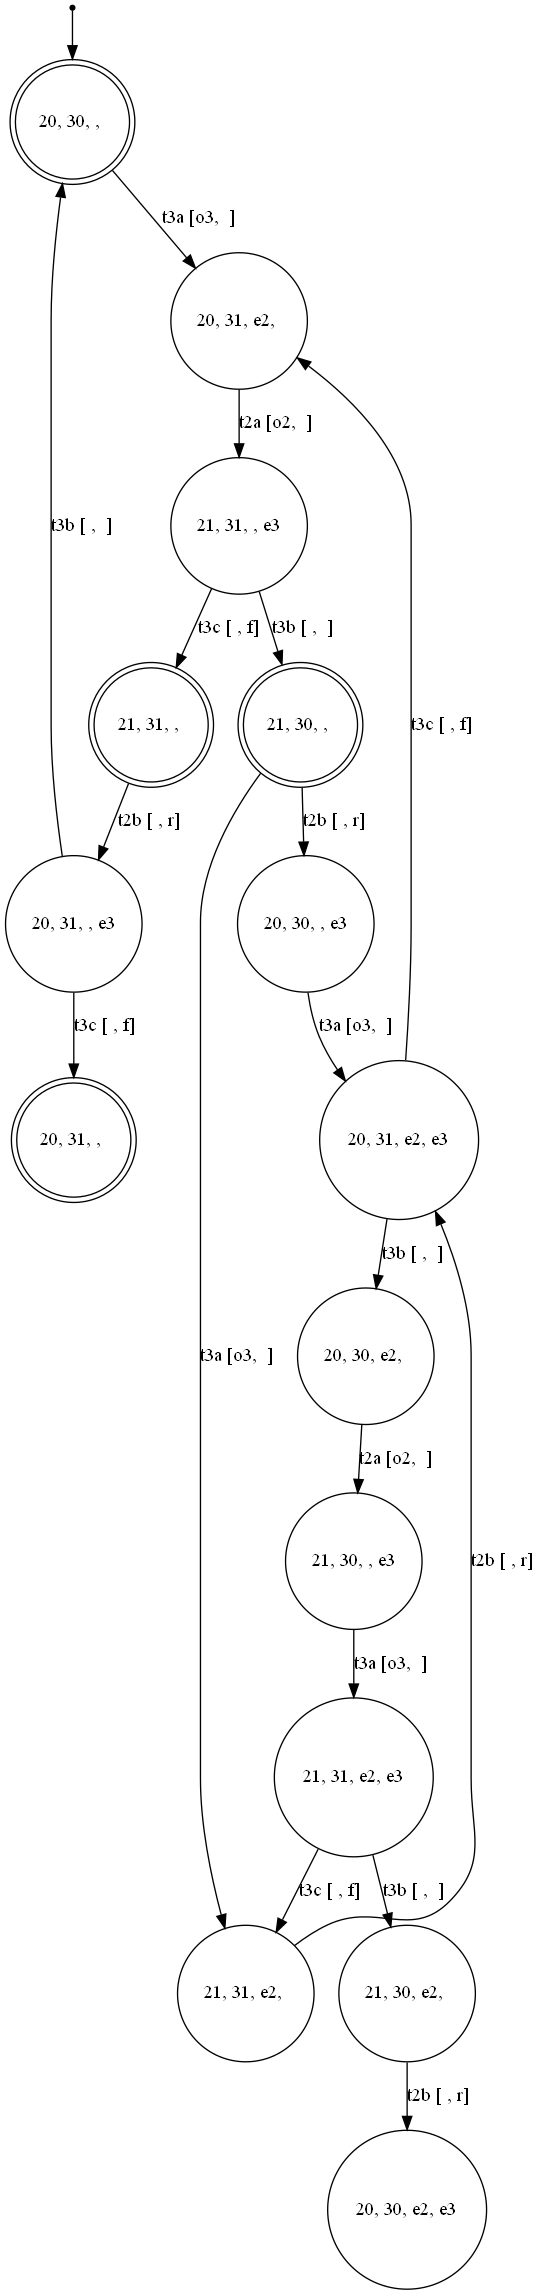 20, 30, ,
t3a [o3,  ]
20, 31, e2,
t2a [o2,  ]
21, 31, , e3
t3b [ ,  ]
t3c [ , f]
t3b [ ,  ]
t3c [ , f]
21, 31, ,
21, 30, ,
t2b [ , r]
t2b [ , r]
20, 31, , e3
20, 30, , e3
t3c [ , f]
t3a [o3,  ]
20, 31, ,
20, 31, e2, e3
t3b [ ,  ]
t3a [o3,  ]
20, 30, e2,
t2a [o2,  ]
21, 30, , e3
t2b [ , r]
t3a [o3,  ]
21, 31, e2, e3
t3c [ , f]
t3b [ ,  ]
21, 31, e2,
21, 30, e2,
t2b [ , r]
20, 30, e2, e3